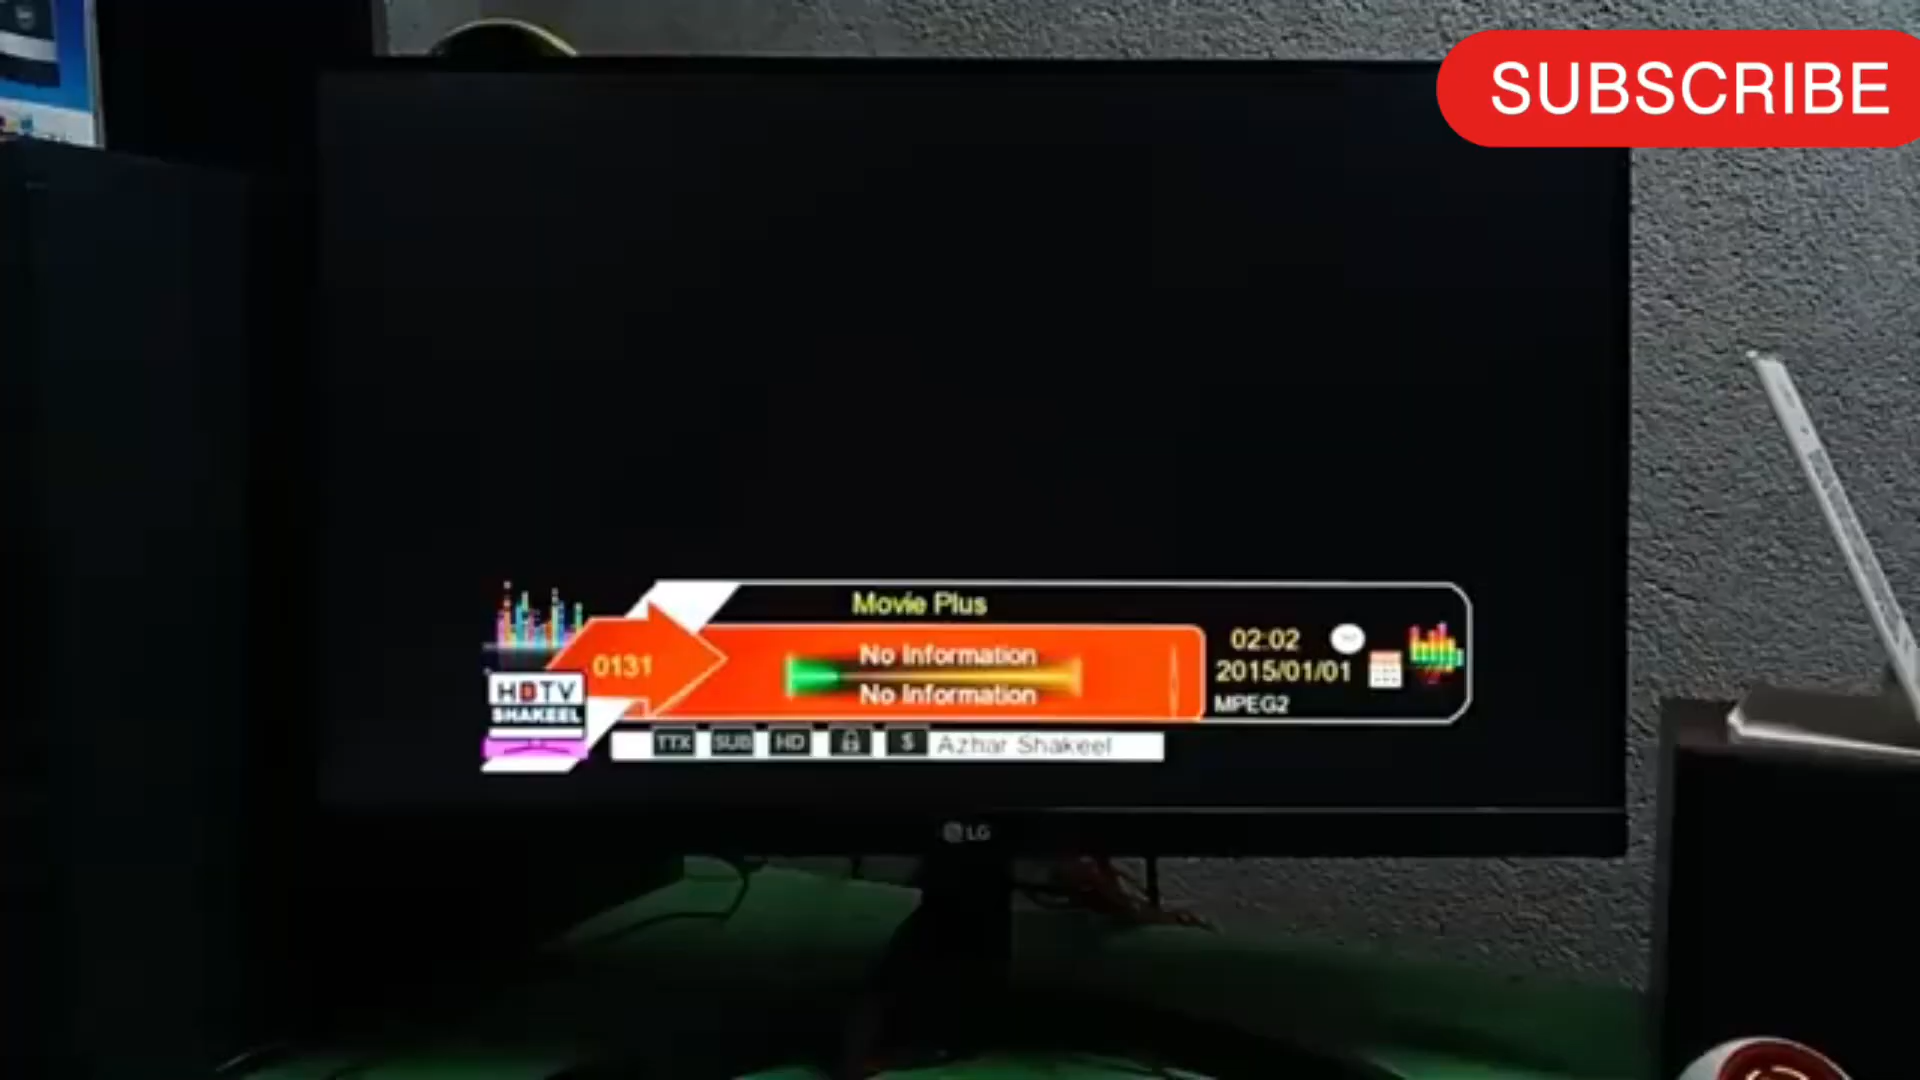 SUBSCRIBE
Movie Plus
0131
No Information
No Information
02:02
2015/01/01
MPEG2
HDTV
SHAKEEL
TTX SUB HD $ Azhar Shakeel
LG